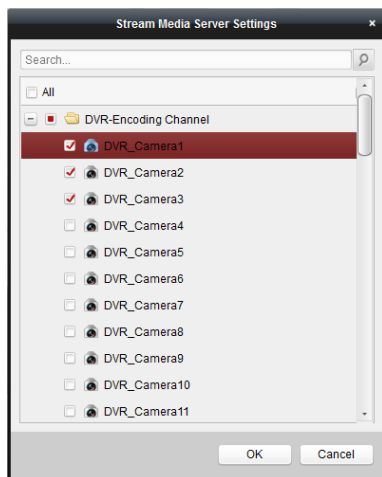 Stream Media Server Settings
Search...
All
DVR-Encoding Channel
DVR_Camera1
DVR_Camera2
DVR_Camera3
DVR_Camera4
DVR_Camera5
DVR_Camera6
DVR_Camera7
DVR_Camera8
DVR_Camera9
DVR_Camera10
DVR_Camera11
OK Cancel